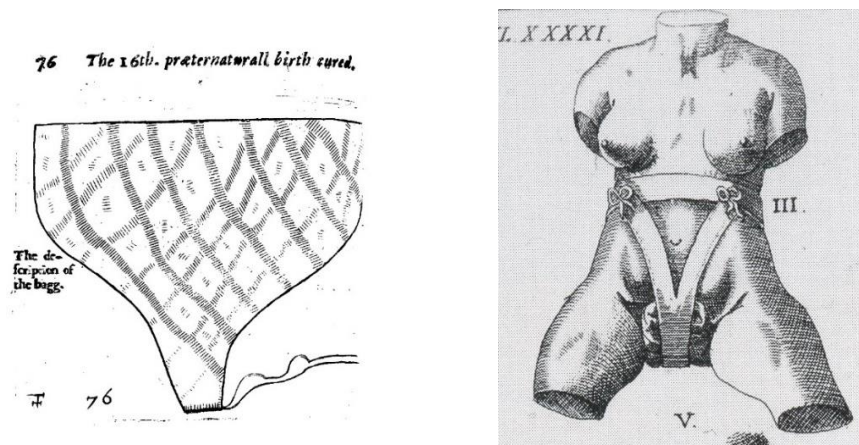 76 The 16th. præternaturall birth cured.
The de-
scription of
the bagg.
76
XXXXI.
III.
V.